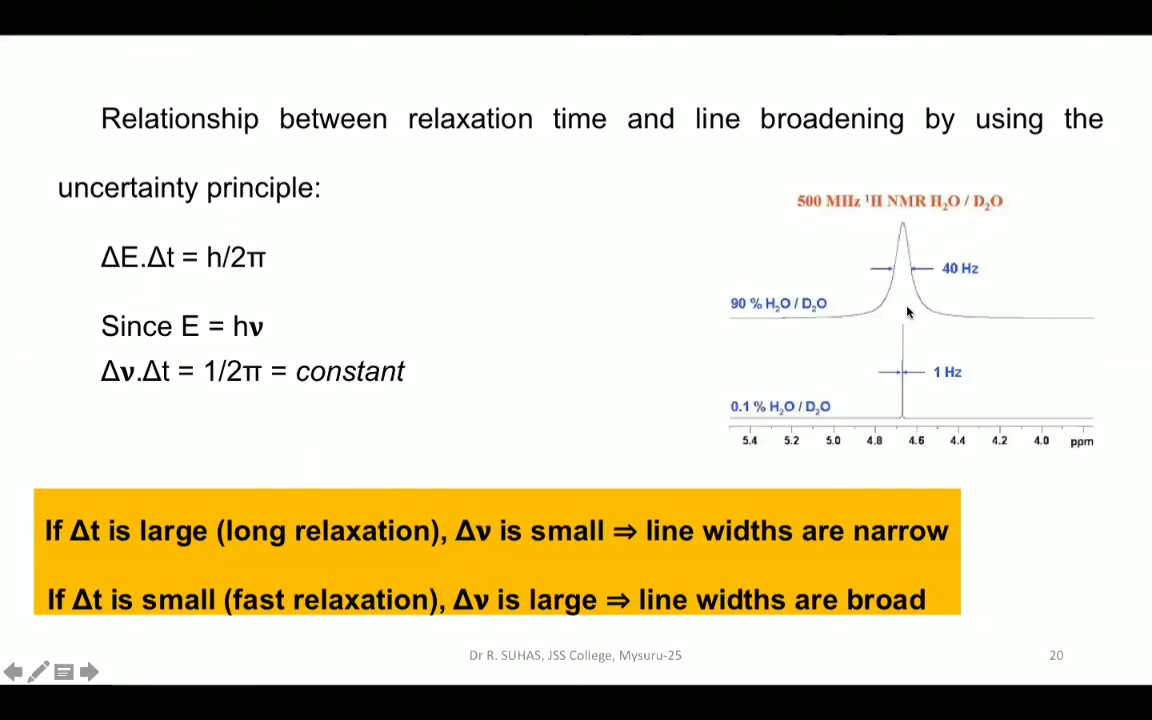 Relationship between relaxation time and line broadening by using the
uncertainty principle:
ΔE.Δt = h/2π
Since E = hν
Δν.Δt = 1/2π = constant
500 MHz ¹H NMR H₂O / D₂O
40 Hz
90 % H₂O / D₂O
1 Hz
0.1 % H₂O / D₂O
5.4 5.2 5.0 4.8 4.6 4.4 4.2 4.0 ppm
If Δt is large (long relaxation), Δν is small ⇒ line widths are narrow
If Δt is small (fast relaxation), Δν is large ⇒ line widths are broad
Dr R. SUHAS, JSS College, Mysuru-25
20